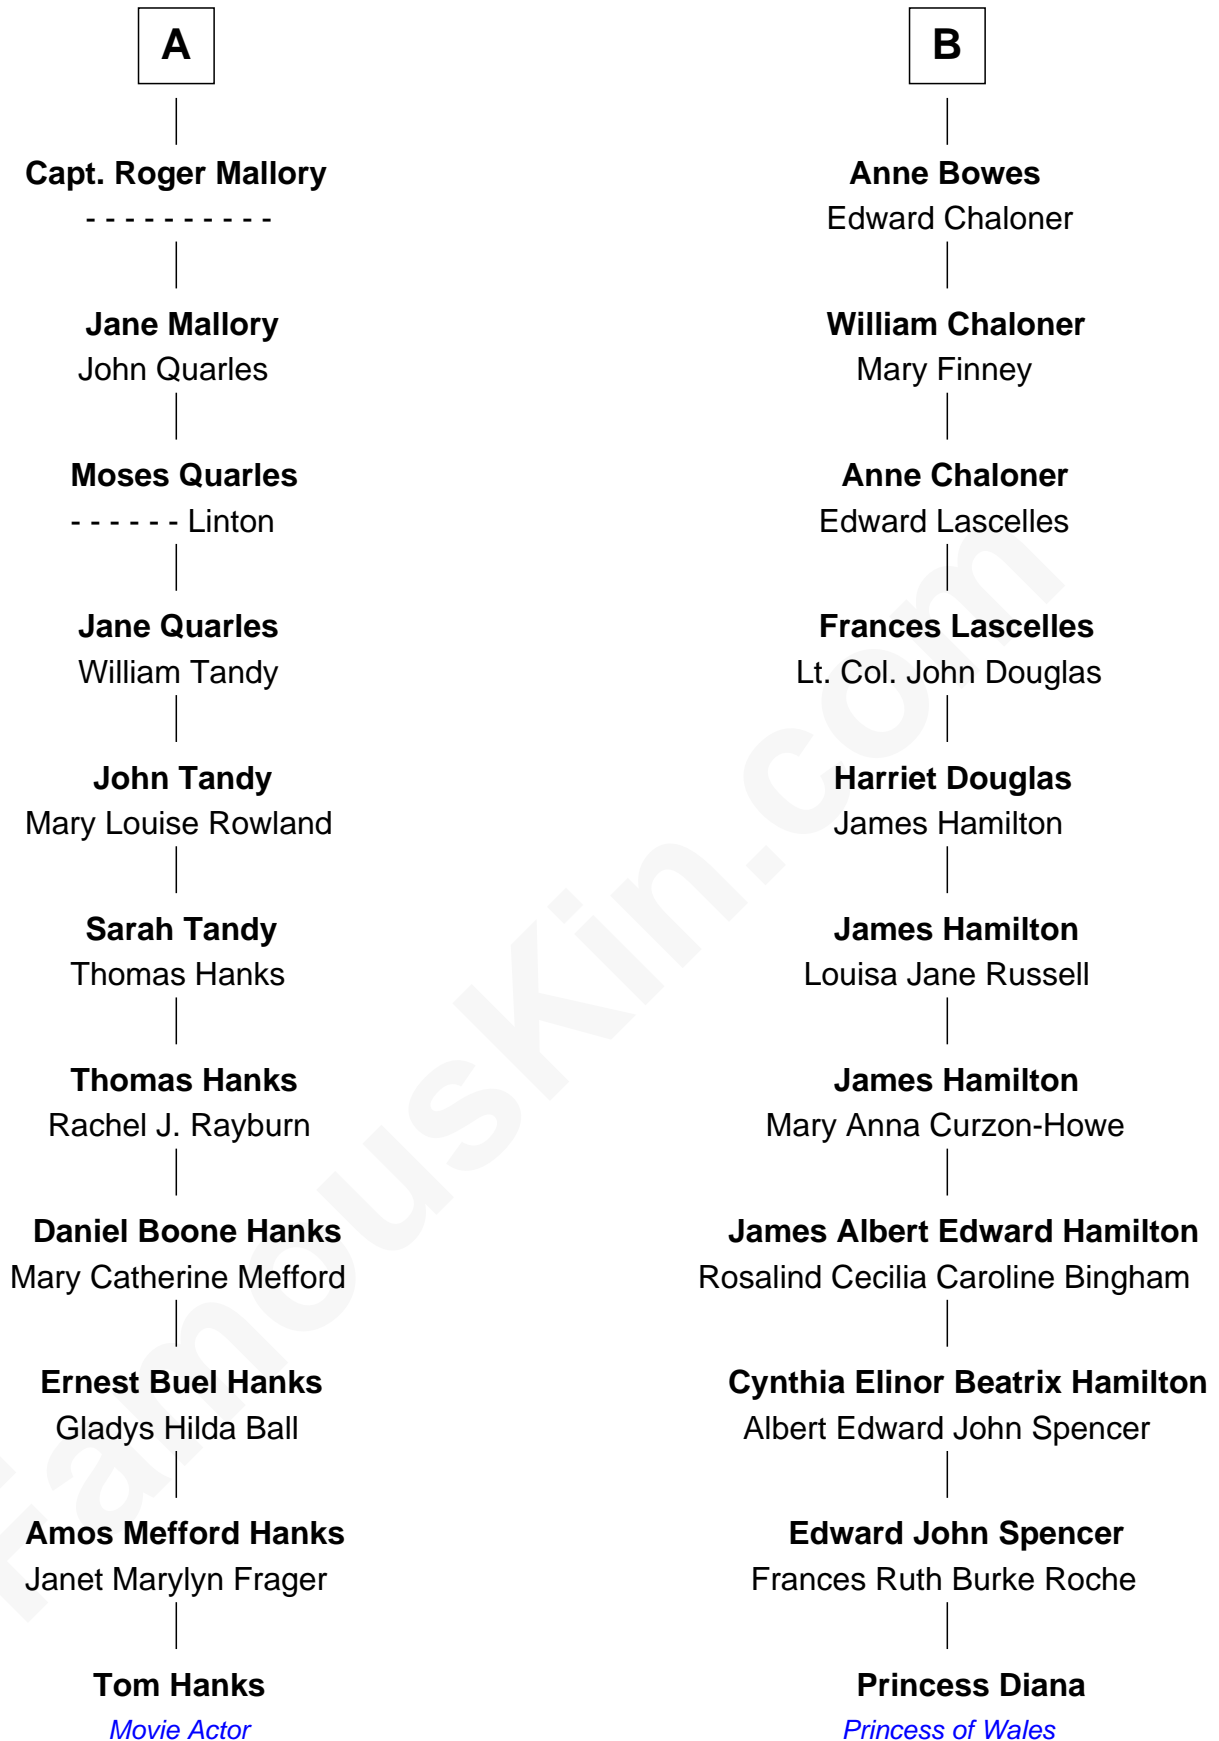 A
Capt. Roger Mallory
- - - - - - - - - -
Jane Mallory
John Quarles
Moses Quarles
- - - - - - Linton
Jane Quarles
William Tandy
John Tandy
Mary Louise Rowland
Sarah Tandy
Thomas Hanks
Thomas Hanks
Rachel J. Rayburn
Daniel Boone Hanks
Mary Catherine Mefford
Ernest Buel Hanks
Gladys Hilda Ball
Amos Mefford Hanks
Janet Marylyn Frager
Tom Hanks
Movie Actor
B
Anne Bowes
Edward Chaloner
William Chaloner
Mary Finney
Anne Chaloner
Edward Lascelles
Frances Lascelles
Lt. Col. John Douglas
Harriet Douglas
James Hamilton
James Hamilton
Louisa Jane Russell
James Hamilton
Mary Anna Curzon-Howe
James Albert Edward Hamilton
Rosalind Cecilia Caroline Bingham
Cynthia Elinor Beatrix Hamilton
Albert Edward John Spencer
Edward John Spencer
Frances Ruth Burke Roche
Princess Diana
Princess of Wales
FamousKin.com